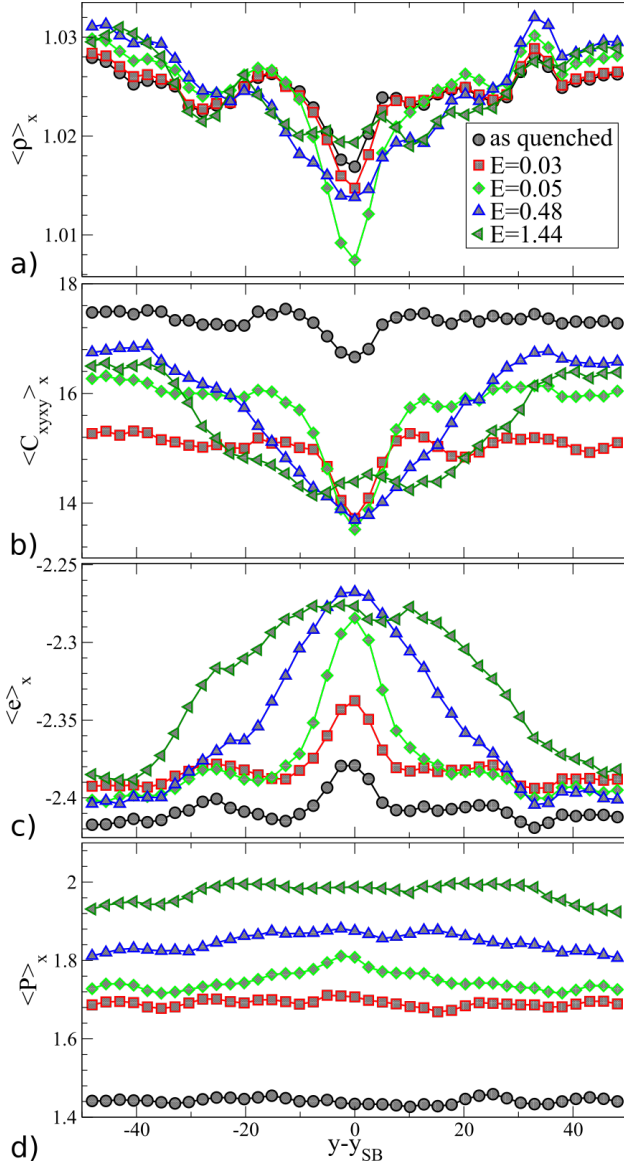 1.03
1.02
1.01
<ρ>x
as quenched
E=0.03
E=0.05
E=0.48
E=1.44
a)
18
16
14
<Cxyxy>x
b)
-2.25
-2.3
-2.35
-2.4
<e>x
c)
2
1.8
1.6
1.4
<P>x
d)
-40 -20 0 20 40
y-ySB